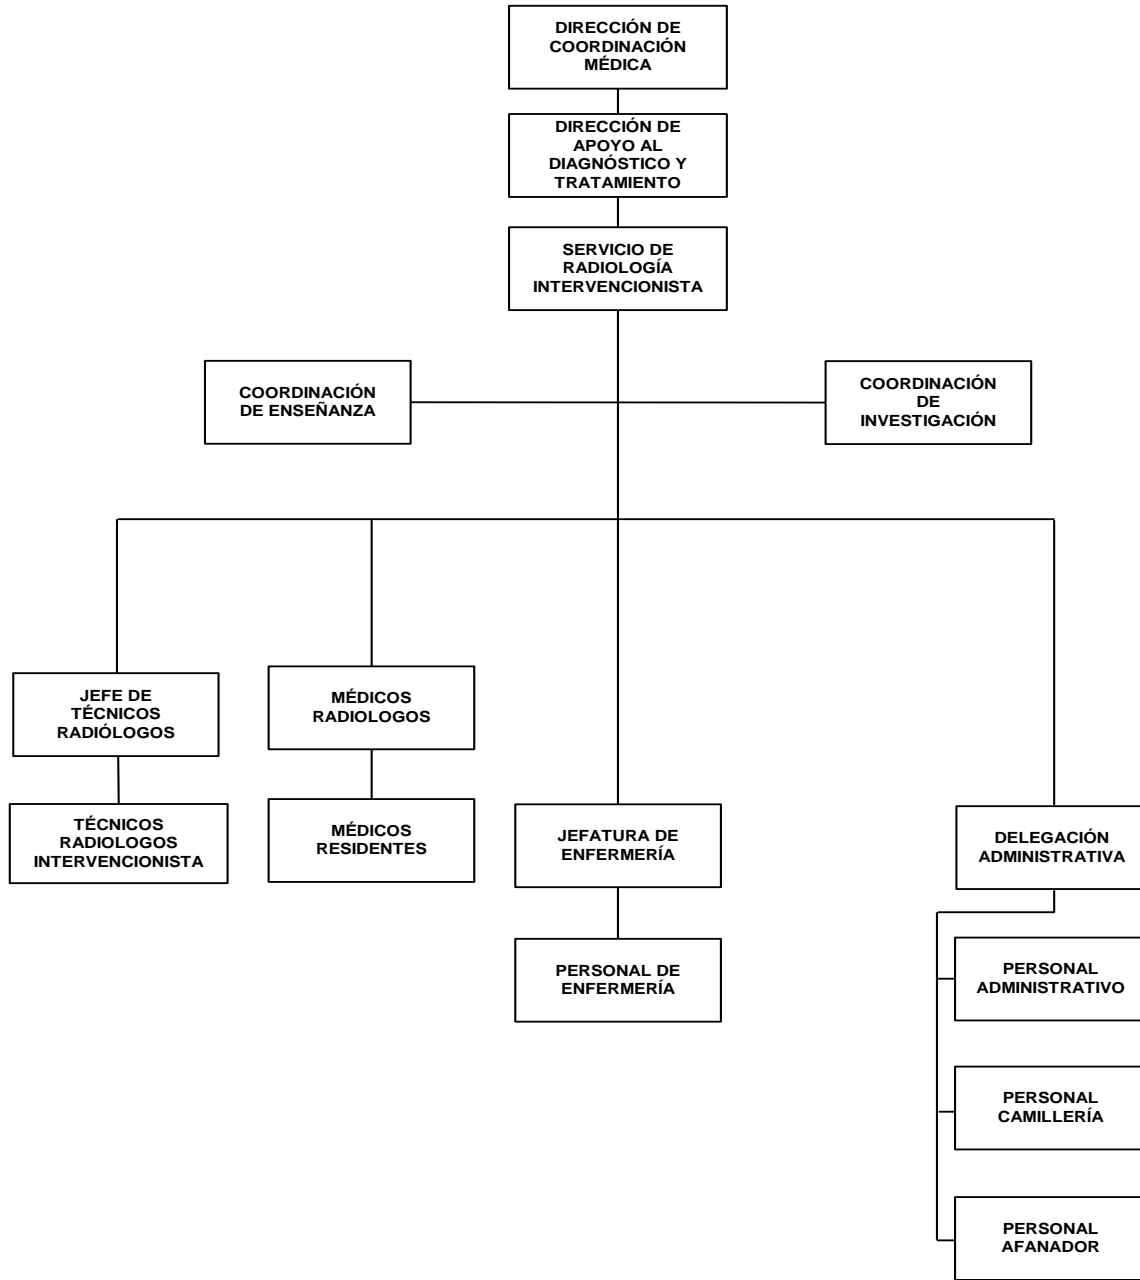 DIRECCIÓN DE
COORDINACIÓN
MÉDICA
DIRECCIÓN DE
APOYO AL
DIAGNÓSTICO Y
TRATAMIENTO
SERVICIO DE
RADIOLOGÍA
INTERVENCIONISTA
COORDINACIÓN
DE ENSEÑANZA
COORDINACIÓN
DE
INVESTIGACIÓN
JEFE DE
TÉCNICOS
RADIÓLOGOS
MÉDICOS
RADIOLOGOS
TÉCNICOS
RADIOLOGOS
INTERVENCIONISTA
MÉDICOS
RESIDENTES
JEFATURA DE
ENFERMERÍA
DELEGACIÓN
ADMINISTRATIVA
PERSONAL DE
ENFERMERÍA
PERSONAL
ADMINISTRATIVO
PERSONAL
CAMILLERÍA
PERSONAL
AFANADOR